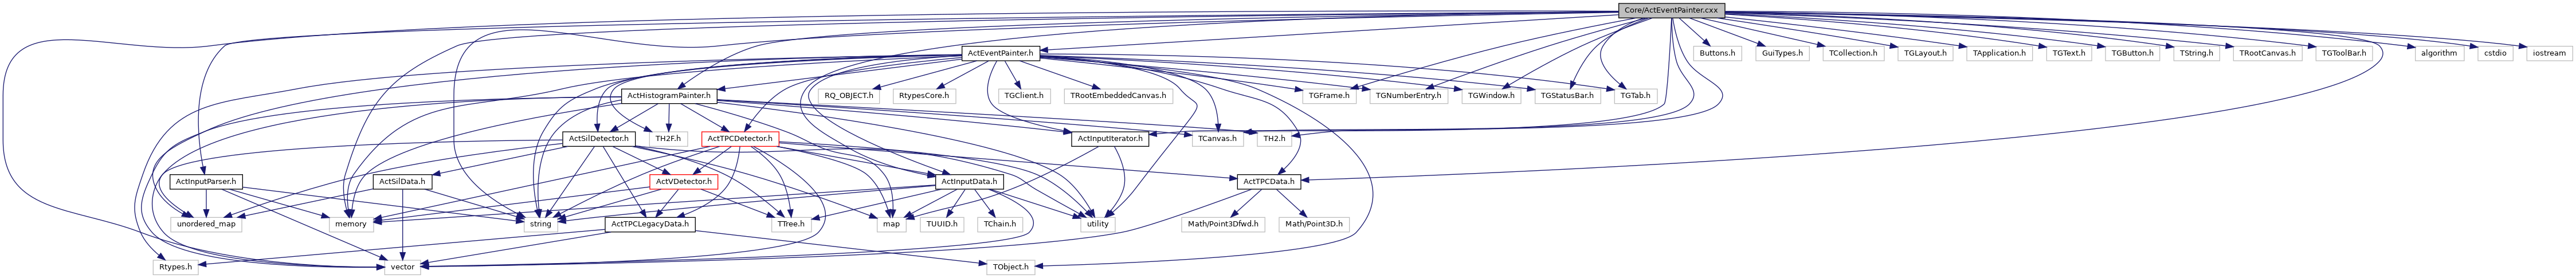 Core/ActEventPainter.cxx
ActEventPainter.h
Buttons.h
GuiTypes.h
TCollection.h
TGLayout.h
TApplication.h
TGText.h
TGButton.h
TString.h
TRootCanvas.h
TGToolBar.h
algorithm
cstdio
iostream
ActHistogramPainter.h
RQ_OBJECT.h
RtypesCore.h
TGClient.h
TRootEmbeddedCanvas.h
TGFrame.h
TGNumberEntry.h
TGWindow.h
TGStatusBar.h
TGTab.h
ActSilDetector.h
TH2F.h
ActTPCDetector.h
ActInputIterator.h
TCanvas.h
TH2.h
ActInputParser.h
ActSilData.h
ActVDetector.h
ActInputData.h
ActTPCData.h
unordered_map
memory
string
ActTPCLegacyData.h
TTree.h
map
TUUID.h
TChain.h
utility
Math/Point3Dfwd.h
Math/Point3D.h
Rtypes.h
vector
TObject.h